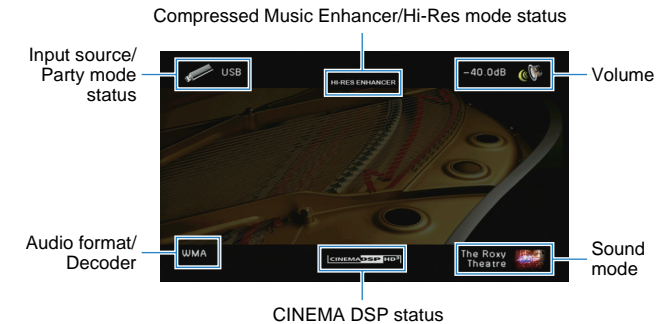 Compressed Music Enhancer/Hi-Res mode status
Input source/
Party mode
status
USB
HI-RES ENHANCER
-40.0dB
Volume
Audio format/
Decoder
WMA
CINEMA DSP HD³
The Roxy
Theatre
Sound
mode
CINEMA DSP status